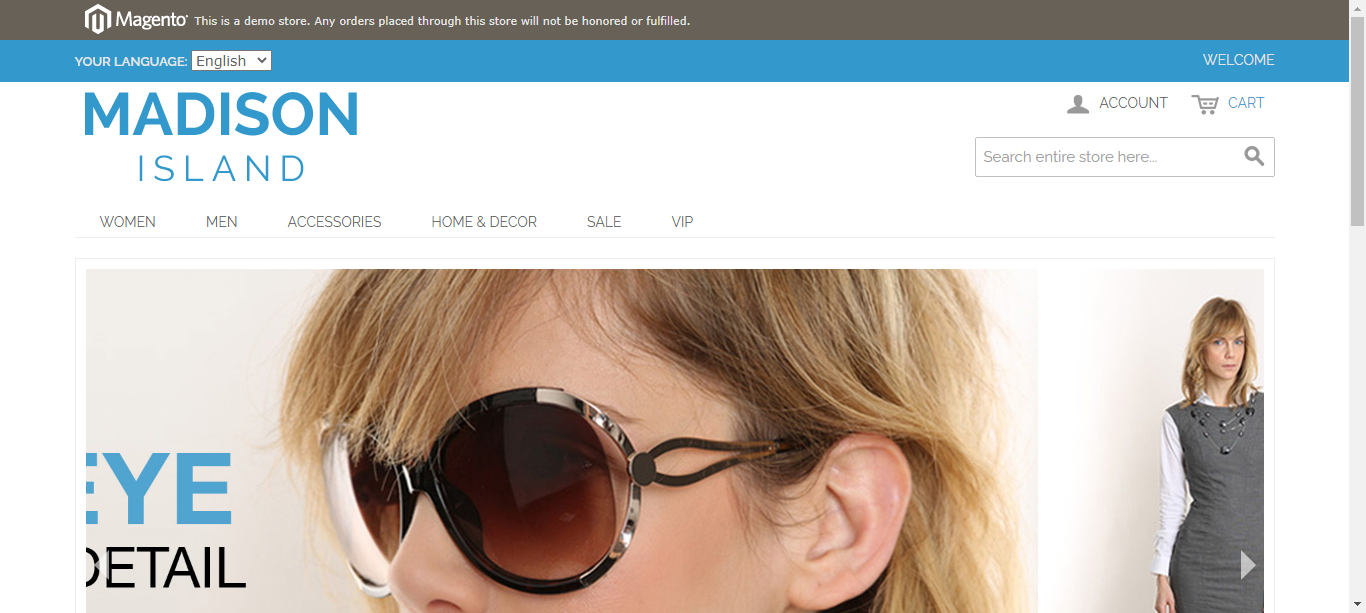 Magento This is a demo store. Any orders placed through this store will not be honored or fulfilled.
YOUR LANGUAGE: English WELCOME
MADISON
ISLAND
ACCOUNT CART
Search entire store here...
WOMEN MEN ACCESSORIES HOME & DECOR SALE VIP
EYE
DETAIL